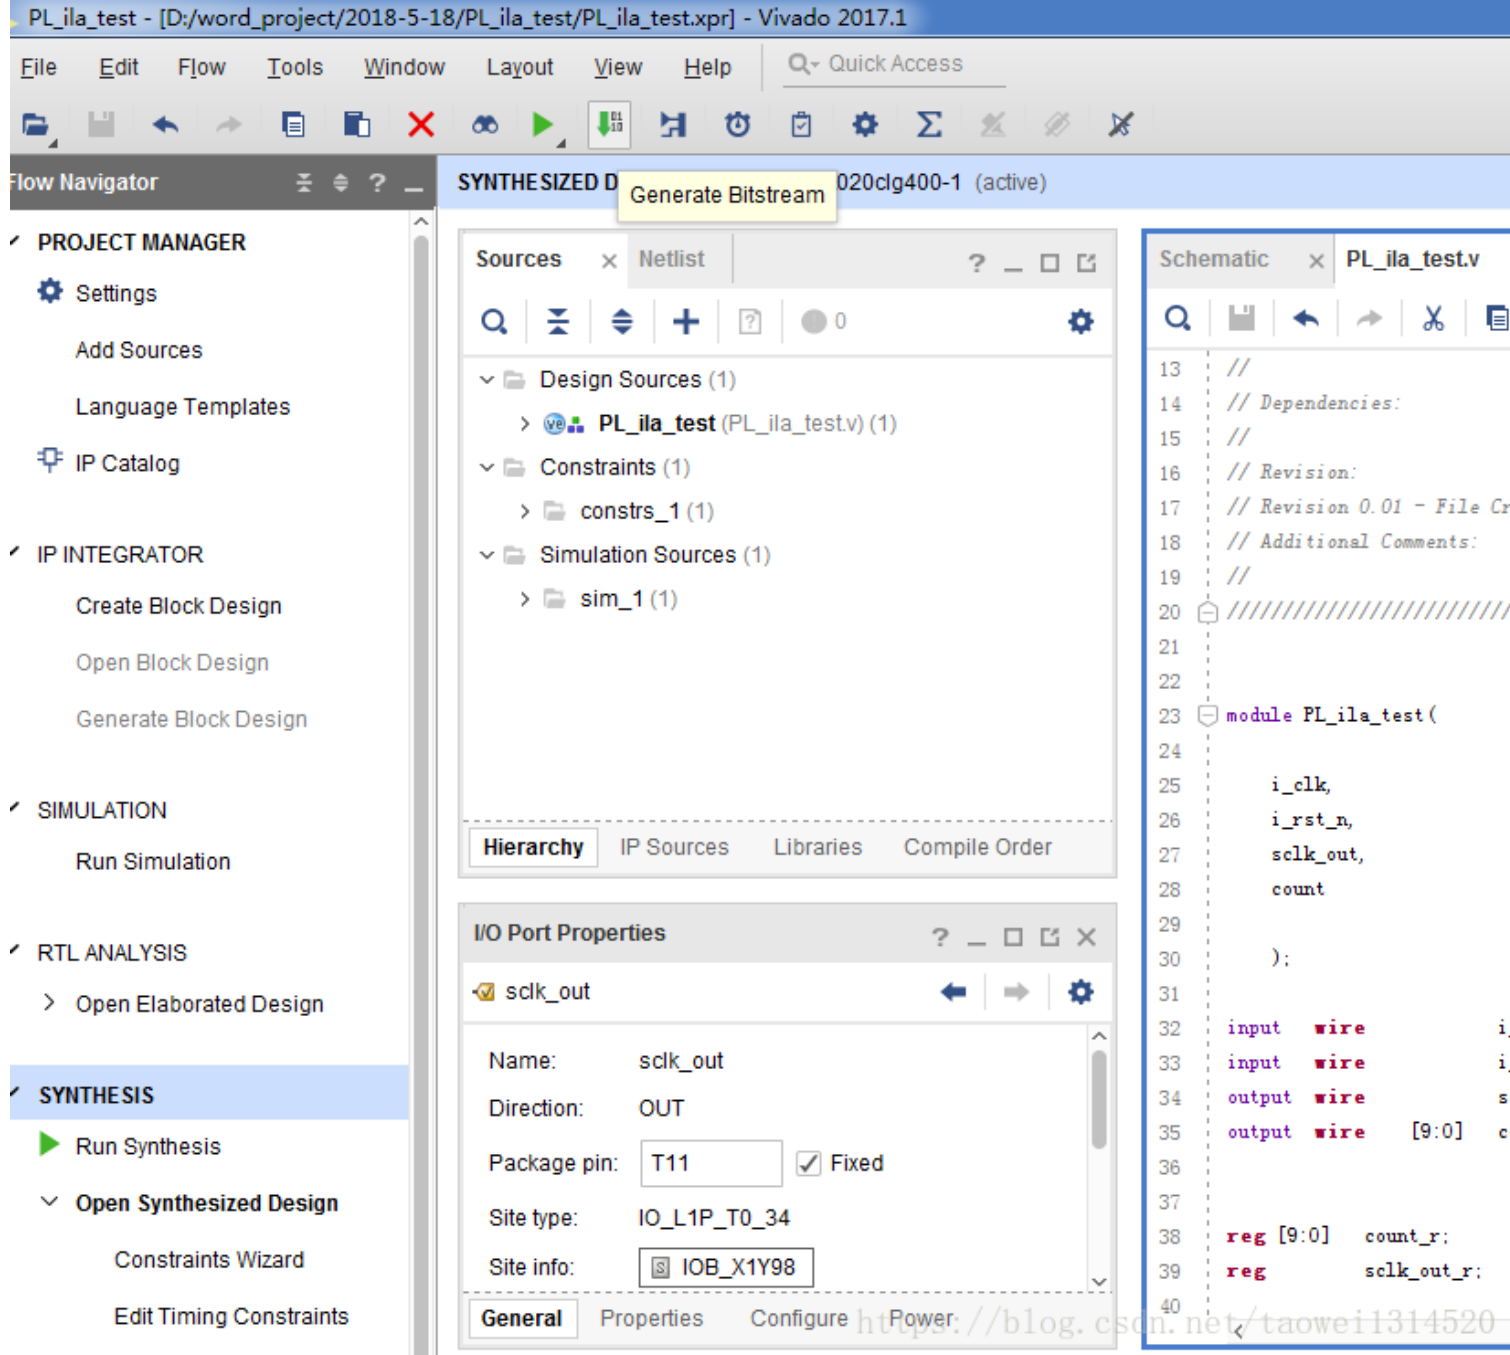 PL_ila_test - [D:/word_project/2018-5-18/PL_ila_test/PL_ila_test.xpr] - Vivado 2017.1
File Edit Flow Tools Window Layout View Help Quick Access
Flow Navigator
SYNTHESIZED D 020clg400-1 (active)
Generate Bitstream
PROJECT MANAGER
Settings
Add Sources
Language Templates
IP Catalog
IP INTEGRATOR
Create Block Design
Open Block Design
Generate Block Design
SIMULATION
Run Simulation
RTL ANALYSIS
Open Elaborated Design
SYNTHESIS
Run Synthesis
Open Synthesized Design
Constraints Wizard
Edit Timing Constraints
Sources Netlist
0
Design Sources (1)
PL_ila_test (PL_ila_test.v) (1)
Constraints (1)
constrs_1 (1)
Simulation Sources (1)
sim_1 (1)
Hierarchy IP Sources Libraries Compile Order
I/O Port Properties
sclk_out
Name: sclk_out
Direction: OUT
Package pin: T11 Fixed
Site type: IO_L1P_T0_34
Site info: IOB_X1Y98
General Properties Configure Power
Schematic PL_ila_test.v
13 //
14 // Dependencies:
15 //
16 // Revision:
17 // Revision 0.01 - File Cr
18 // Additional Comments:
19 //
20 //////////////////////////
21
22
23 module PL_ila_test(
24
25 i_clk,
26 i_rst_n,
27 sclk_out,
28 count
29
30 );
31
32 input wire i_
33 input wire i_
34 output wire s
35 output wire [9:0] c
36
37
38 reg [9:0] count_r;
39 reg sclk_out_r;
40
https://blog.csdn.net/taowei1314520